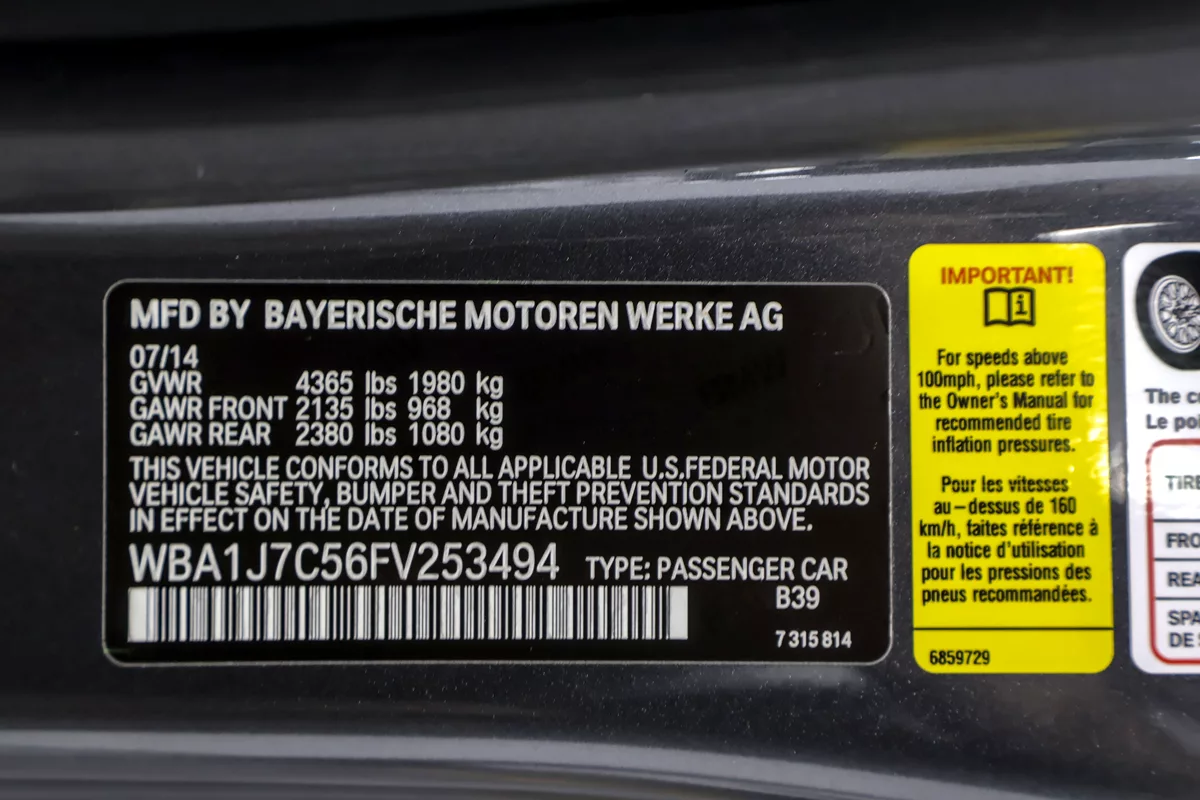 MFD BY BAYERISCHE MOTOREN WERKE AG
07/14
GVWR 4365 lbs 1980 kg
GAWR FRONT 2135 lbs 968 kg
GAWR REAR 2380 lbs 1080 kg
THIS VEHICLE CONFORMS TO ALL APPLICABLE U.S.FEDERAL MOTOR
VEHICLE SAFETY, BUMPER AND THEFT PREVENTION STANDARDS
IN EFFECT ON THE DATE OF MANUFACTURE SHOWN ABOVE.
WBA1J7C56FV253494 TYPE: PASSENGER CAR
B39
7 315 814
IMPORTANT!
i
For speeds above
100mph, please refer to
the Owner's Manual for
recommended tire
inflation pressures.
Pour les vitesses
au-dessus de 160
km/h, faites référence à
la notice d'utilisation
pour les pressions des
pneus recommandées.
6859729
The
Le
DE